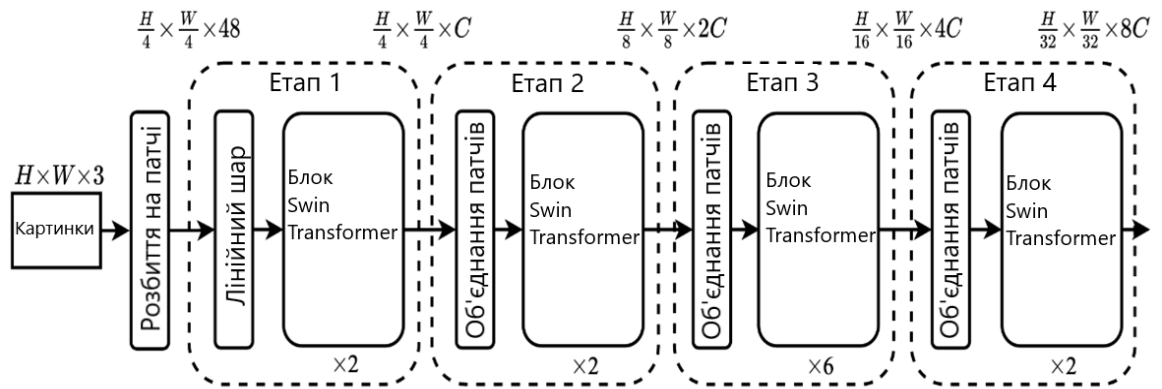 H/4 × W/4 × 48
H/4 × W/4 × C
H/8 × W/8 × 2C
H/16 × W/16 × 4C
H/32 × W/32 × 8C
Етап 1
Етап 2
Етап 3
Етап 4
H×W×3
Картинки
Розбиття на патчі
Лінійний шар
Блок
Swin
Transformer
×2
Об'єднання патчів
Блок
Swin
Transformer
×2
Об'єднання патчів
Блок
Swin
Transformer
×6
Об'єднання патчів
Блок
Swin
Transformer
×2